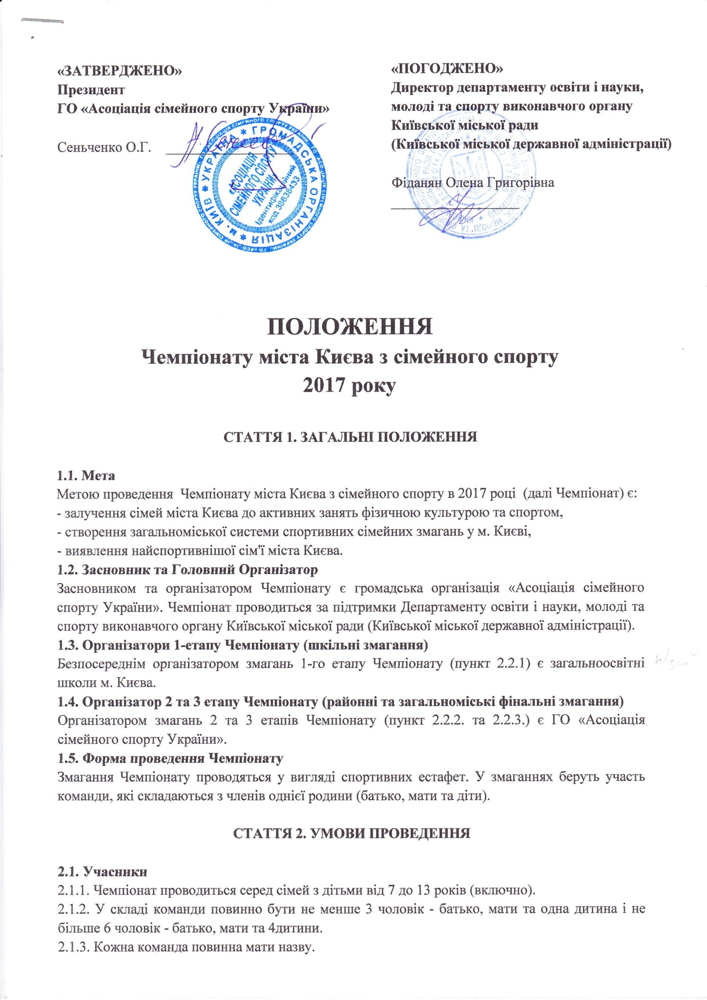 «ЗАТВЕРДЖЕНО»
Президент
ГО «Асоціація сімейного спорту України»
Сеньченко О.Г.
УКРАЇНА * ГРОМАДСЬКА ОРГАНІЗАЦІЯ * м. КИЇВ *
«АСОЦІАЦІЯ
СІМЕЙНОГО СПОРТУ
УКРАЇНИ»
Ідентифікаційний
код 38638433
«ПОГОДЖЕНО»
Директор департаменту освіти і науки,
молоді та спорту виконавчого органу
Київської міської ради
(Київської міської державної адміністрації)
Фіданян Олена Григорівна
ПОЛОЖЕННЯ
Чемпіонату міста Києва з сімейного спорту
2017 року
СТАТТЯ 1. ЗАГАЛЬНІ ПОЛОЖЕННЯ
1.1. Мета
Метою проведення Чемпіонату міста Києва з сімейного спорту в 2017 році (далі Чемпіонат) є:
- залучення сімей міста Києва до активних занять фізичною культурою та спортом,
- створення загальноміської системи спортивних сімейних змагань у м. Києві,
- виявлення найспортивнішої сім'ї міста Києва.
1.2. Засновник та Головний Організатор
Засновником та організатором Чемпіонату є громадська організація «Асоціація сімейного
спорту України». Чемпіонат проводиться за підтримки Департаменту освіти і науки, молоді та
спорту виконавчого органу Київської міської ради (Київської міської державної адміністрації).
1.3. Організатори 1-етапу Чемпіонату (шкільні змагання)
Безпосереднім організатором змагань 1-го етапу Чемпіонату (пункт 2.2.1) є загальноосвітні
школи м. Києва.
1.4. Організатор 2 та 3 етапу Чемпіонату (районні та загальноміські фінальні змагання)
Організатором змагань 2 та 3 етапів Чемпіонату (пункт 2.2.2. та 2.2.3.) є ГО «Асоціація
сімейного спорту України».
1.5. Форма проведення Чемпіонату
Змагання Чемпіонату проводяться у вигляді спортивних естафет. У змаганнях беруть участь
команди, які складаються з членів однієї родини (батько, мати та діти).
СТАТТЯ 2. УМОВИ ПРОВЕДЕННЯ
2.1. Учасники
2.1.1. Чемпіонат проводиться серед сімей з дітьми від 7 до 13 років (включно).
2.1.2. У складі команди повинно бути не менше 3 чоловік - батько, мати та одна дитина і не
більше 6 чоловік - батько, мати та 4дитини.
2.1.3. Кожна команда повинна мати назву.